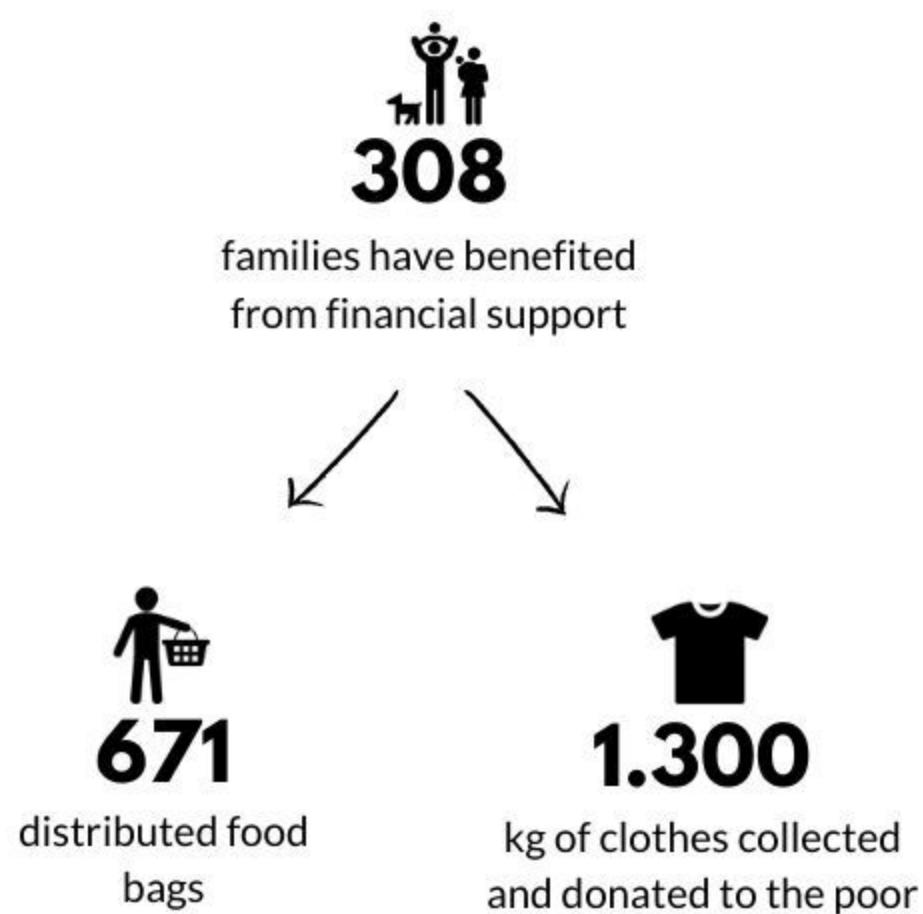 308
families have benefited
from financial support
671
distributed food
bags
1.300
kg of clothes collected
and donated to the poor